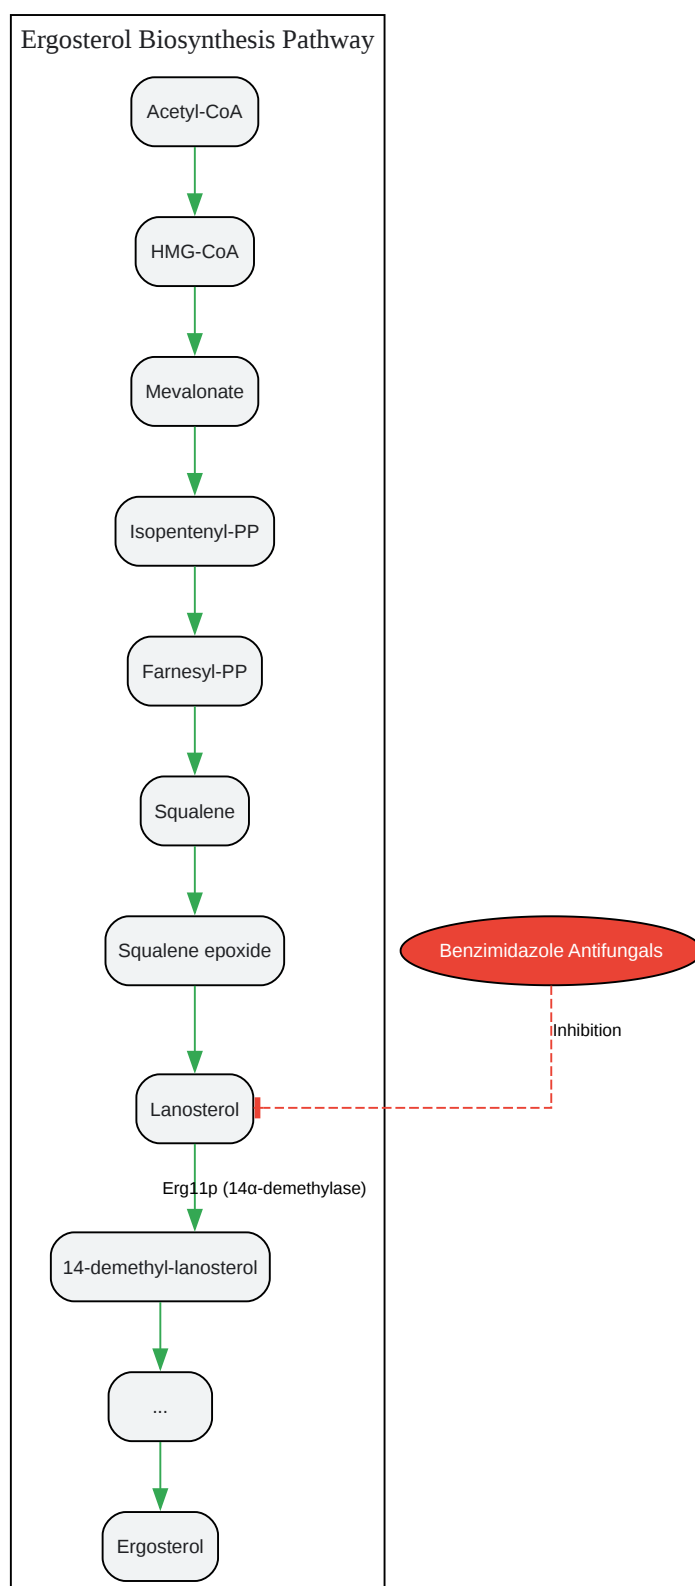 Ergosterol Biosynthesis Pathway
Acetyl-CoA
HMG-CoA
Mevalonate
Isopentenyl-PP
Farnesyl-PP
Squalene
Squalene epoxide
Benzimidazole Antifungals
Inhibition
Lanosterol
Erg11p (14α-demethylase)
14-demethyl-lanosterol
...
Ergosterol